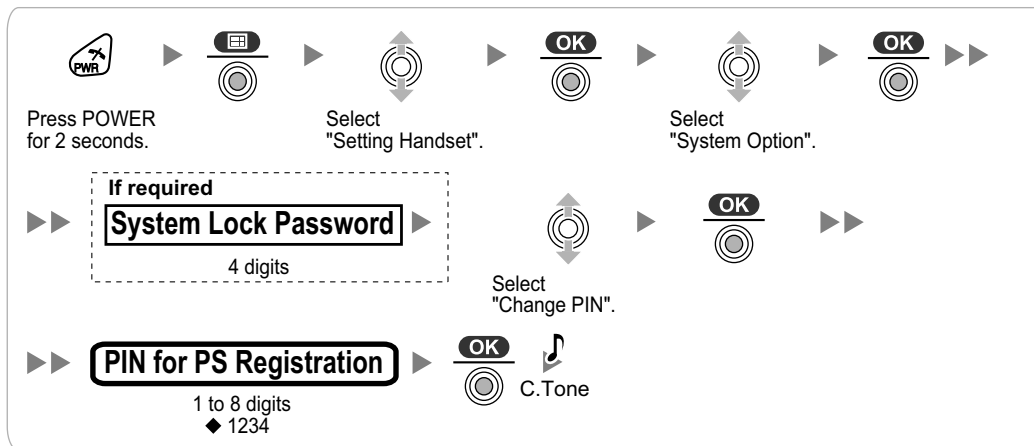 PWR
OK
OK
Press POWER
for 2 seconds.
Select
"Setting Handset".
Select
"System Option".
If required
System Lock Password
4 digits
OK
Select
"Change PIN".
PIN for PS Registration
1 to 8 digits
◆ 1234
OK
C.Tone